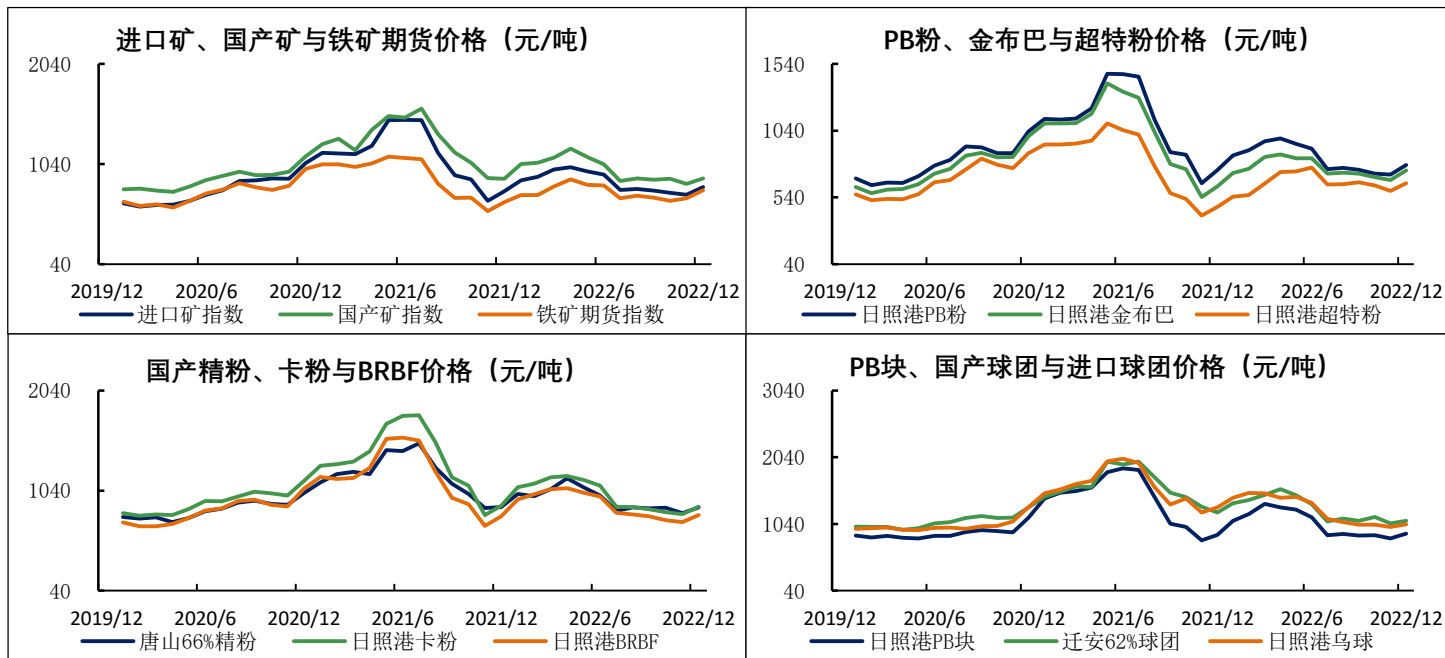 进口矿、国产矿与铁矿期货价格（元/吨）
2040
1040
40
2019/12 2020/6 2020/12 2021/6 2021/12 2022/6 2022/12
进口矿指数 国产矿指数 铁矿期货指数
PB粉、金布巴与超特粉价格（元/吨）
1540
1040
540
40
2019/12 2020/6 2020/12 2021/6 2021/12 2022/6 2022/12
日照港PB粉 日照港金布巴 日照港超特粉
国产精粉、卡粉与BRBF价格（元/吨）
2040
1040
40
2019/12 2020/6 2020/12 2021/6 2021/12 2022/6 2022/12
唐山66%精粉 日照港卡粉 日照港BRBF
PB块、国产球团与进口球团价格（元/吨）
3040
2040
1040
40
2019/12 2020/6 2020/12 2021/6 2021/12 2022/6 2022/12
日照港PB块 迁安62%球团 日照港乌球